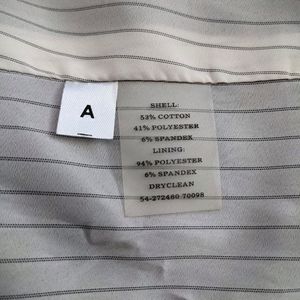 A
SHELL:
53% COTTON
41% POLYESTER
6% SPANDEX
LINING:
94% POLYESTER
6% SPANDEX
DRYCLEAN
54-272480 70098